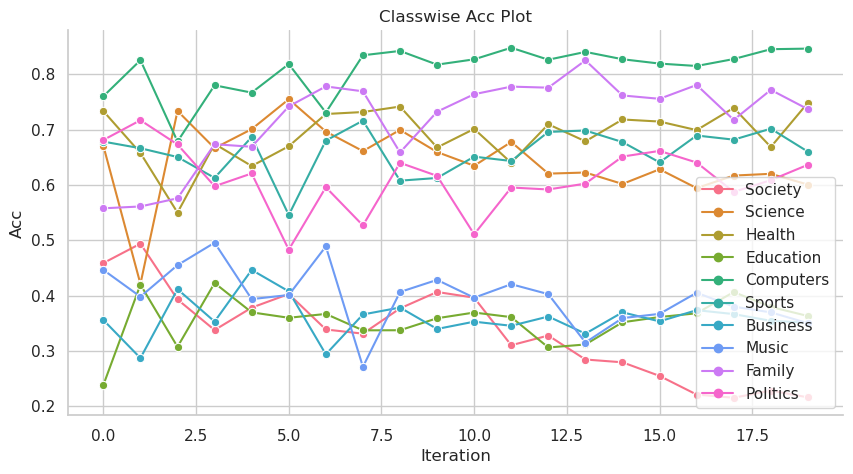 Classwise Acc Plot
0.8
0.7
0.6
0.5
0.4
0.3
0.2
Acc
0.0 2.5 5.0 7.5 10.0 12.5 15.0 17.5
Iteration
Society
Science
Health
Education
Computers
Sports
Business
Music
Family
Politics